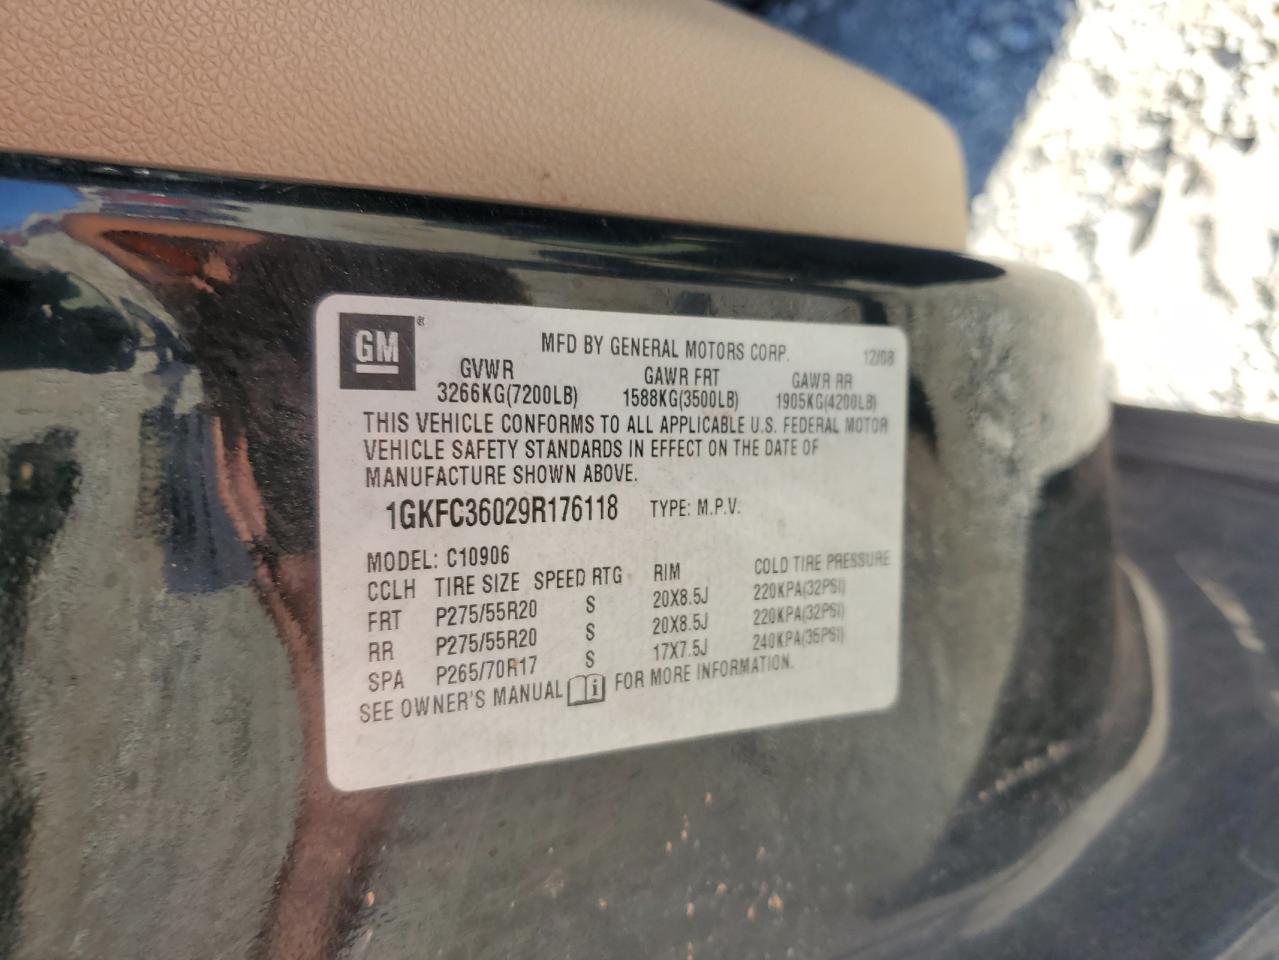 GM®
MFD BY GENERAL MOTORS CORP. 12/08
GVWR GAWR FRT GAWR RR
3266KG(7200LB) 1588KG(3500LB) 1905KG(4200LB)
THIS VEHICLE CONFORMS TO ALL APPLICABLE U.S. FEDERAL MOTOR
VEHICLE SAFETY STANDARDS IN EFFECT ON THE DATE OF
MANUFACTURE SHOWN ABOVE.
1GKFC36029R176118 TYPE: M.P.V.
MODEL: C10906
CCLH TIRE SIZE SPEED RTG RIM COLD TIRE PRESSURE
FRT P275/55R20 S 20X8.5J 220KPA(32PSI)
RR P275/55R20 S 20X8.5J 220KPA(32PSI)
SPA P265/70R17 S 17X7.5J 240KPA(35PSI)
SEE OWNER'S MANUAL i FOR MORE INFORMATION.